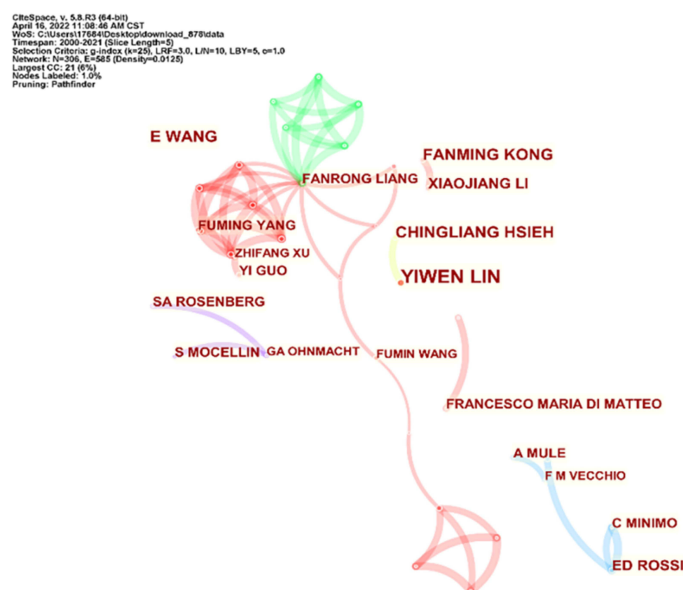 CiteSpace, v. 5.8.R3 (64-bit)
April 16, 2022 11:08:46 AM CST
WoS: C:\Users\17684\Desktop\download_878\data
Timespan: 2000-2021 (Slice Length=5)
Selection Criteria: g-index (k=25), LRF=3.0, L/N=10, LBY=5, e=1.0
Network: N=306, E=585 (Density=0.0125)
Largest CC: 21 (6%)
Nodes Labeled: 1.0%
Pruning: Pathfinder
E WANG
FANMING KONG
FANRONG LIANG
XIAOJIANG LI
FUMING YANG
CHINGLIANG HSIEH
ZHIFANG XU
YI GUO
YIWEN LIN
SA ROSENBERG
S MOCELLIN
GA OHNMACHT
FUMIN WANG
FRANCESCO MARIA DI MATTEO
A MULE
F M VECCHIO
C MINIMO
ED ROSSI